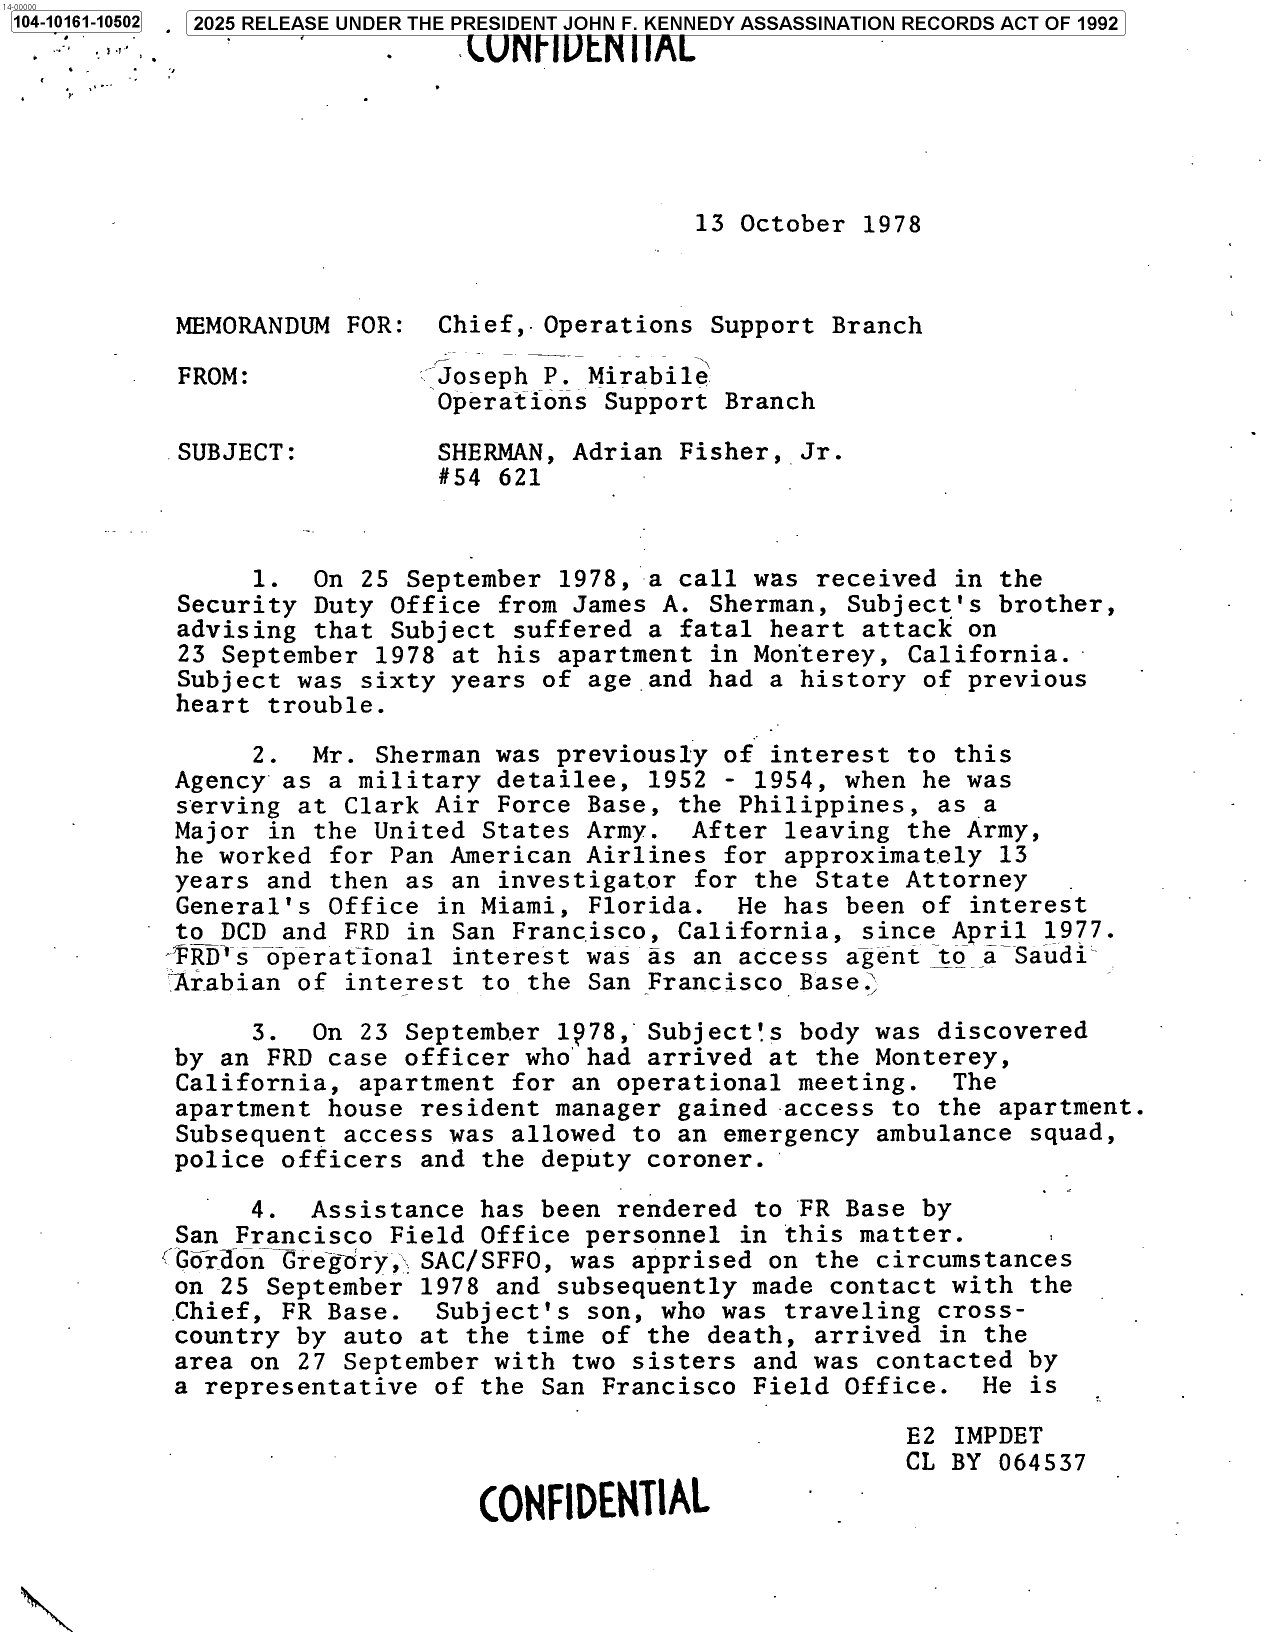 14-00000
104-10161-10502
2025 RELEASE UNDER THE PRESIDENT JOHN F. KENNEDY ASSASSINATION RECORDS ACT OF 1992
CONFIDENTIAL
13 October 1978
MEMORANDUM FOR: Chief, Operations Support Branch
FROM: Joseph P. Mirabile
Operations Support Branch
SUBJECT: SHERMAN, Adrian Fisher, Jr.
#54 621
1. On 25 September 1978, a call was received in the
Security Duty Office from James A. Sherman, Subject's brother,
advising that Subject suffered a fatal heart attack on
23 September 1978 at his apartment in Monterey, California.
Subject was sixty years of age and had a history of previous
heart trouble.
2. Mr. Sherman was previously of interest to this
Agency as a military detailee, 1952 - 1954, when he was
serving at Clark Air Force Base, the Philippines, as a
Major in the United States Army. After leaving the Army,
he worked for Pan American Airlines for approximately 13
years and then as an investigator for the State Attorney
General's Office in Miami, Florida. He has been of interest
to DCD and FRD in San Francisco, California, since April 1977.
FRD's operational interest was as an access agent to a Saudi
Arabian of interest to the San Francisco Base.
3. On 23 September 1978, Subject's body was discovered
by an FRD case officer who had arrived at the Monterey,
California, apartment for an operational meeting. The
apartment house resident manager gained access to the apartment.
Subsequent access was allowed to an emergency ambulance squad,
police officers and the deputy coroner.
4. Assistance has been rendered to FR Base by
San Francisco Field Office personnel in this matter.
Gordon Gregory, SAC/SFFO, was apprised on the circumstances
on 25 September 1978 and subsequently made contact with the
Chief, FR Base. Subject's son, who was traveling cross-
country by auto at the time of the death, arrived in the
area on 27 September with two sisters and was contacted by
a representative of the San Francisco Field Office. He is
E2 IMPDET
CL BY 064537
CONFIDENTIAL